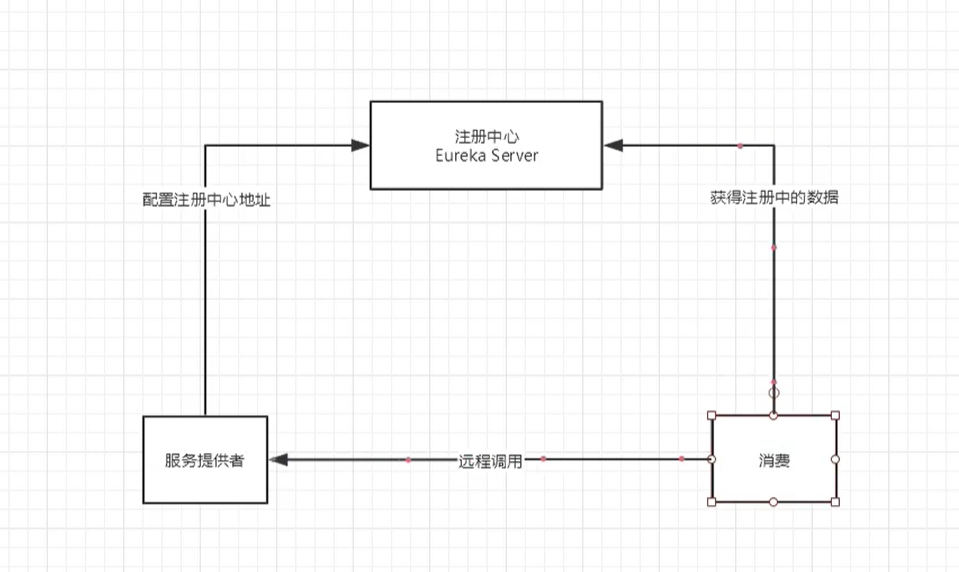 注册中心
Eureka Server
配置注册中心地址
获得注册中的数据
服务提供者
远程调用
消费